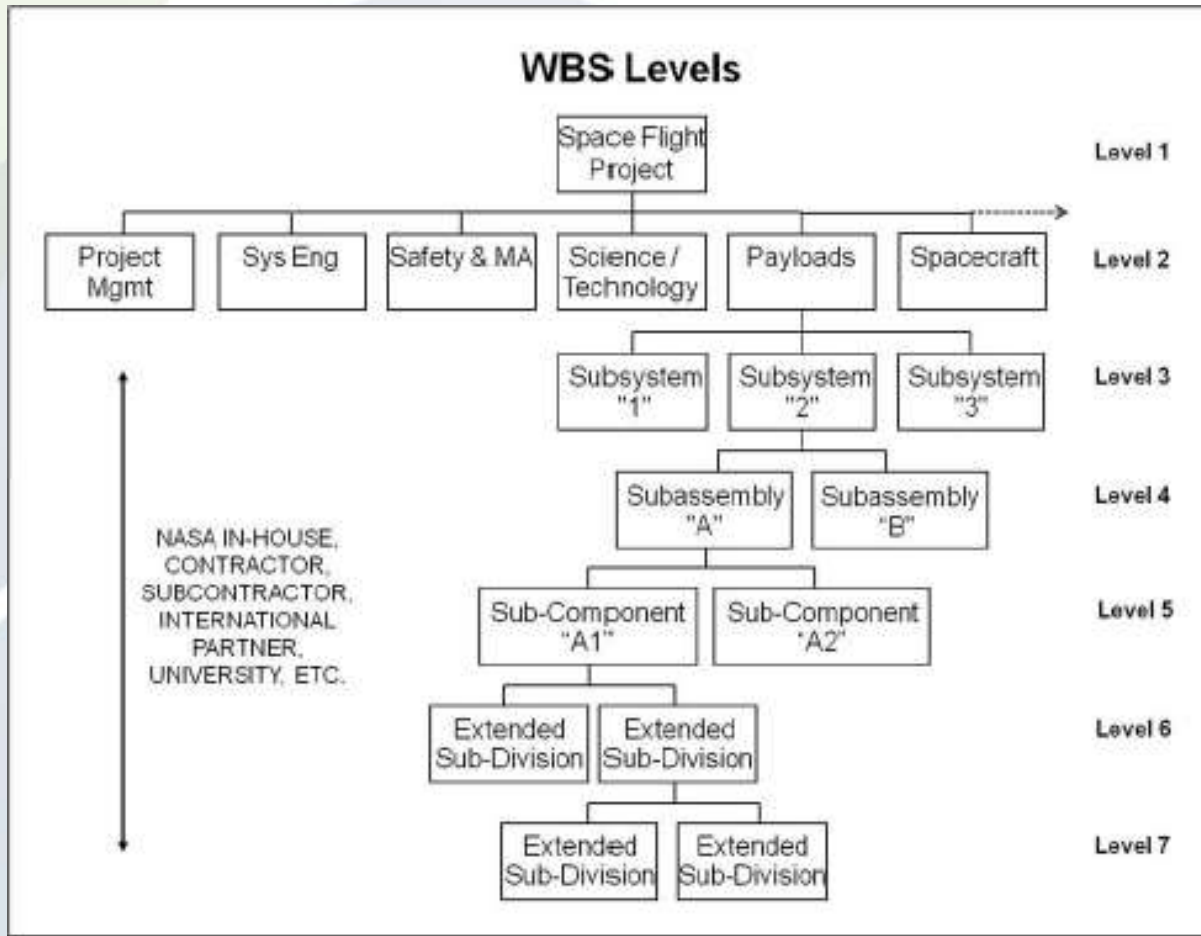 WBS Levels
Space Flight
Project
Level 1
Project
Mgmt
Sys Eng
Safety & MA
Science /
Technology
Payloads
Spacecraft
Level 2
Subsystem
"1"
Subsystem
"2"
Subsystem
"3"
Level 3
Subassembly
"A"
Subassembly
"B"
Level 4
NASA IN-HOUSE,
CONTRACTOR,
SUBCONTRACTOR,
INTERNATIONAL
PARTNER,
UNIVERSITY, ETC.
Sub-Component
"A1"
Sub-Component
"A2"
Level 5
Extended
Sub-Division
Extended
Sub-Division
Level 6
Extended
Sub-Division
Extended
Sub-Division
Level 7